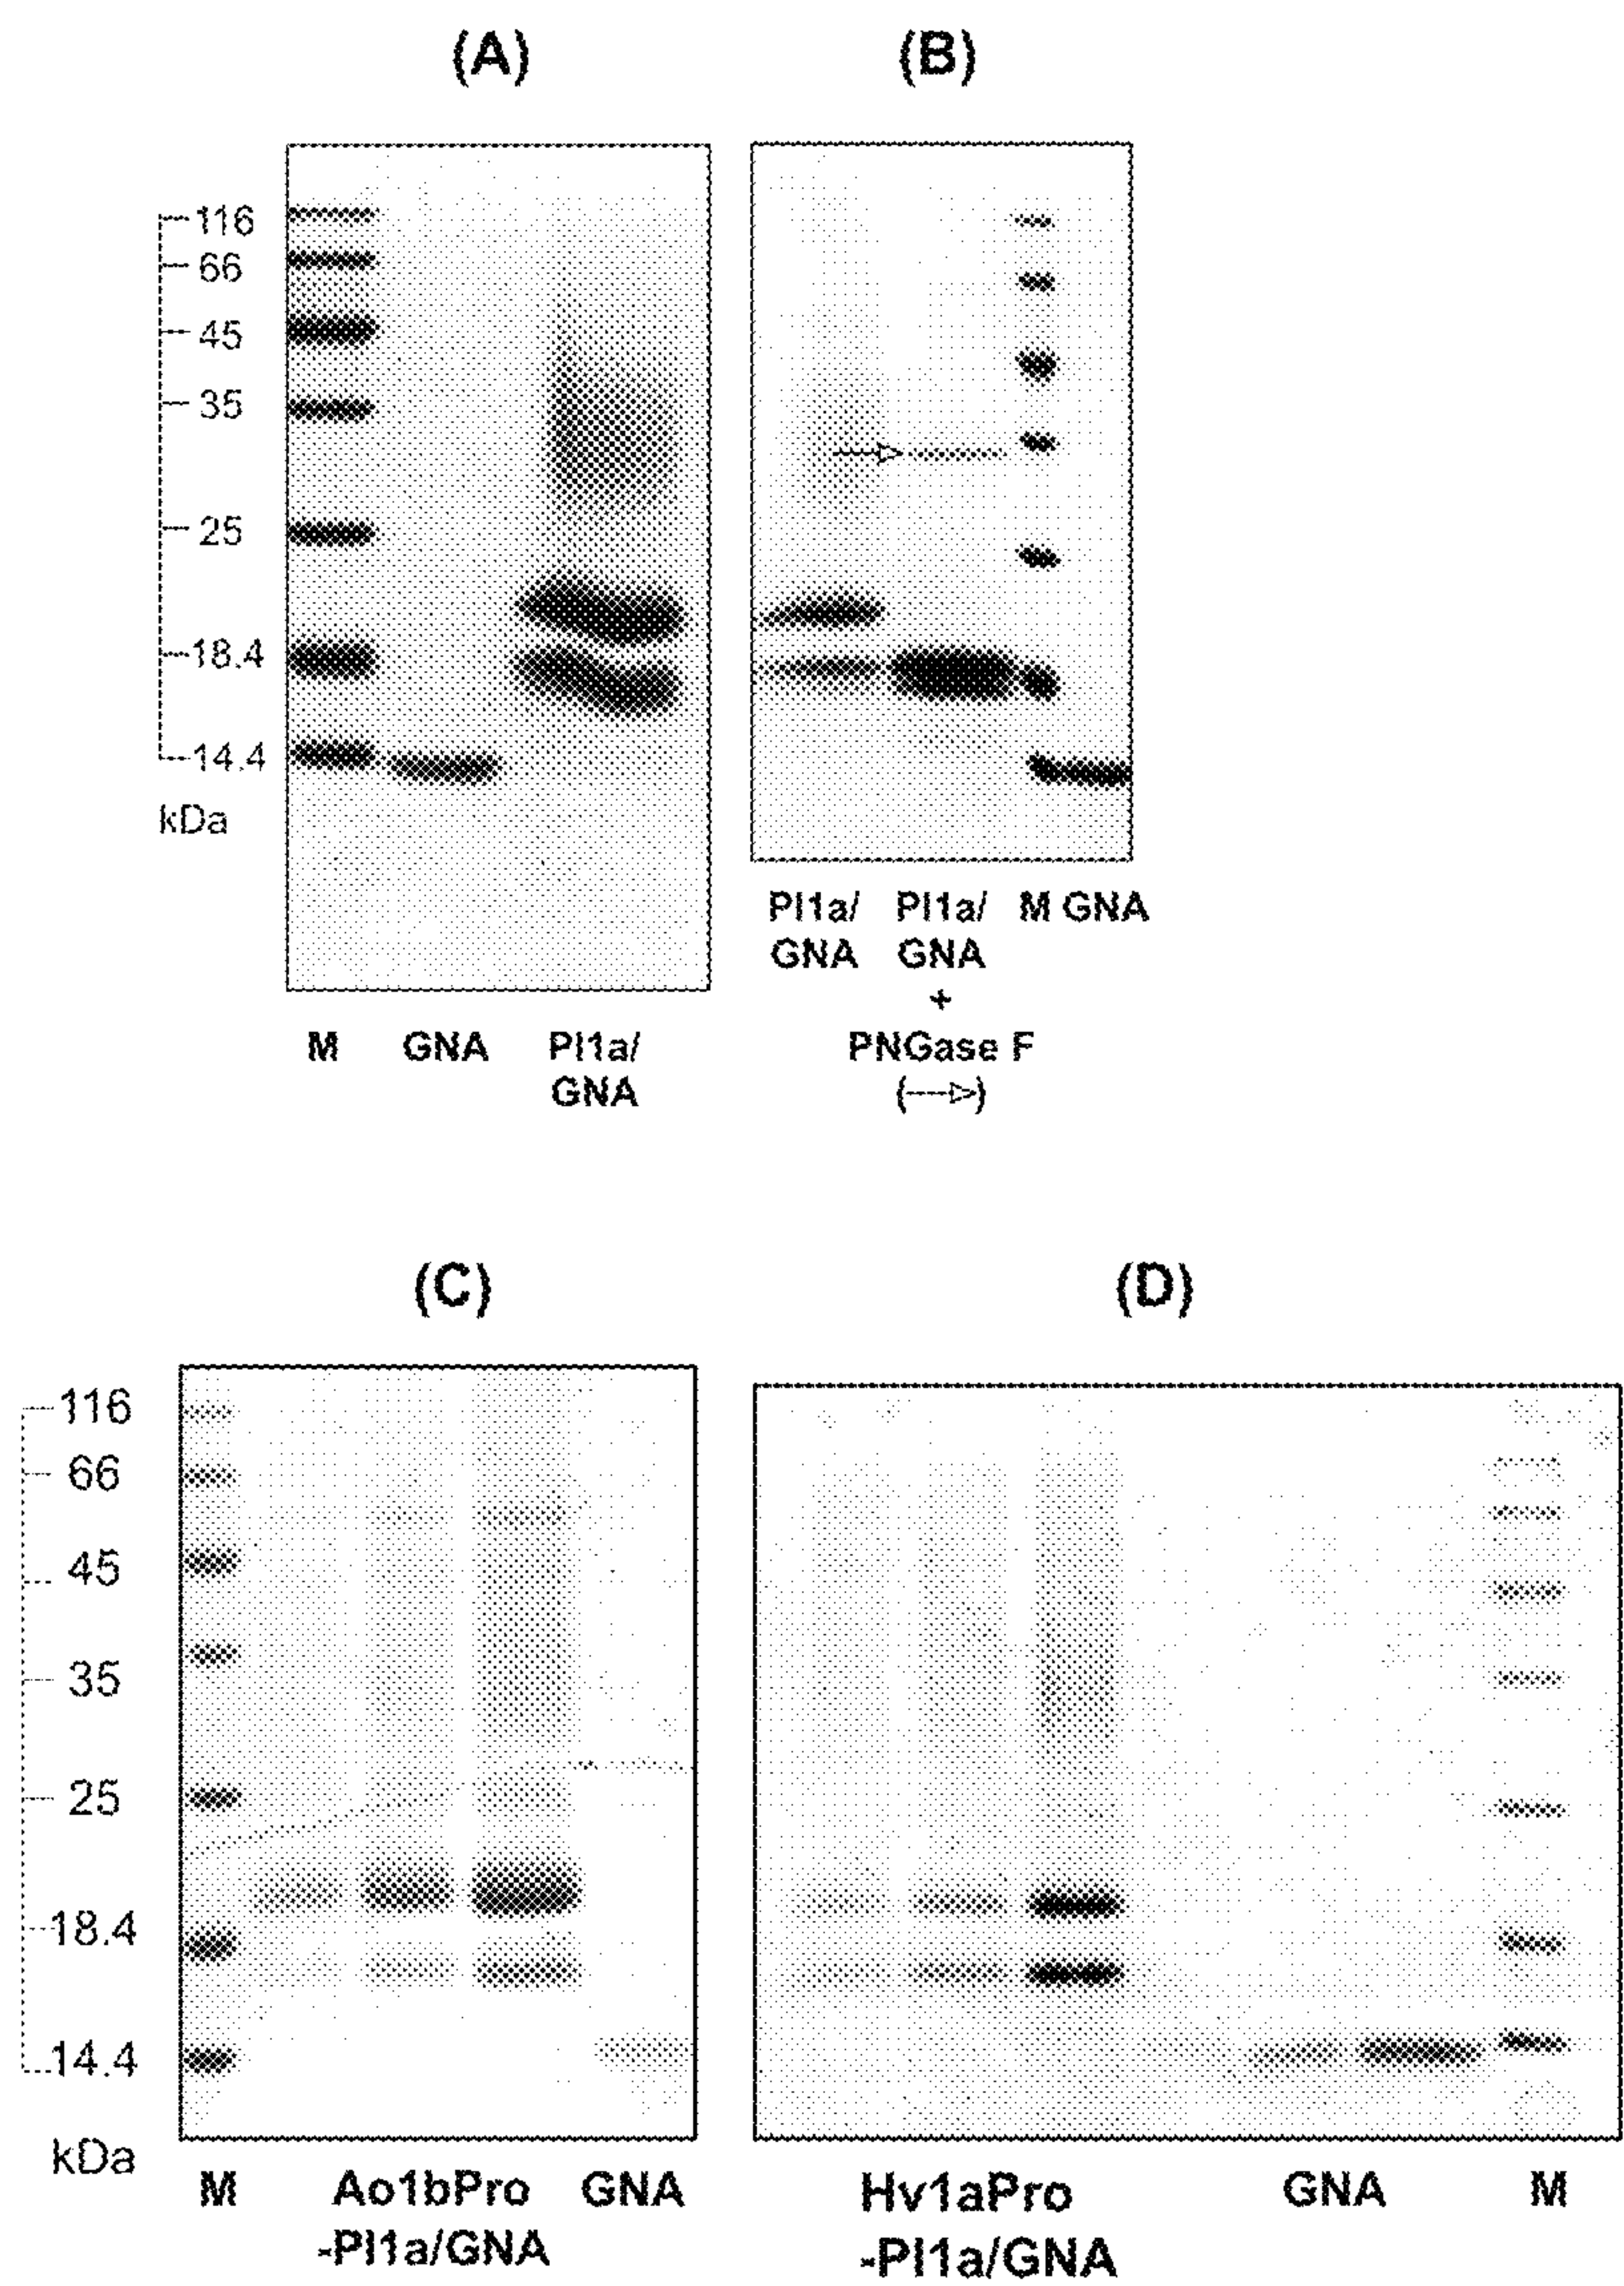 (A)
(B)
116
66
45
35
25
18.4
14.4
kDa
M GNA Pl1a/
GNA
Pl1a/ Pl1a/ M GNA
GNA GNA
+
PNGase F
( )
(C)
(D)
116
66
45
35
25
18.4
14.4
kDa
M Ao1bPro GNA
-Pl1a/GNA
Hv1aPro GNA M
-Pl1a/GNA